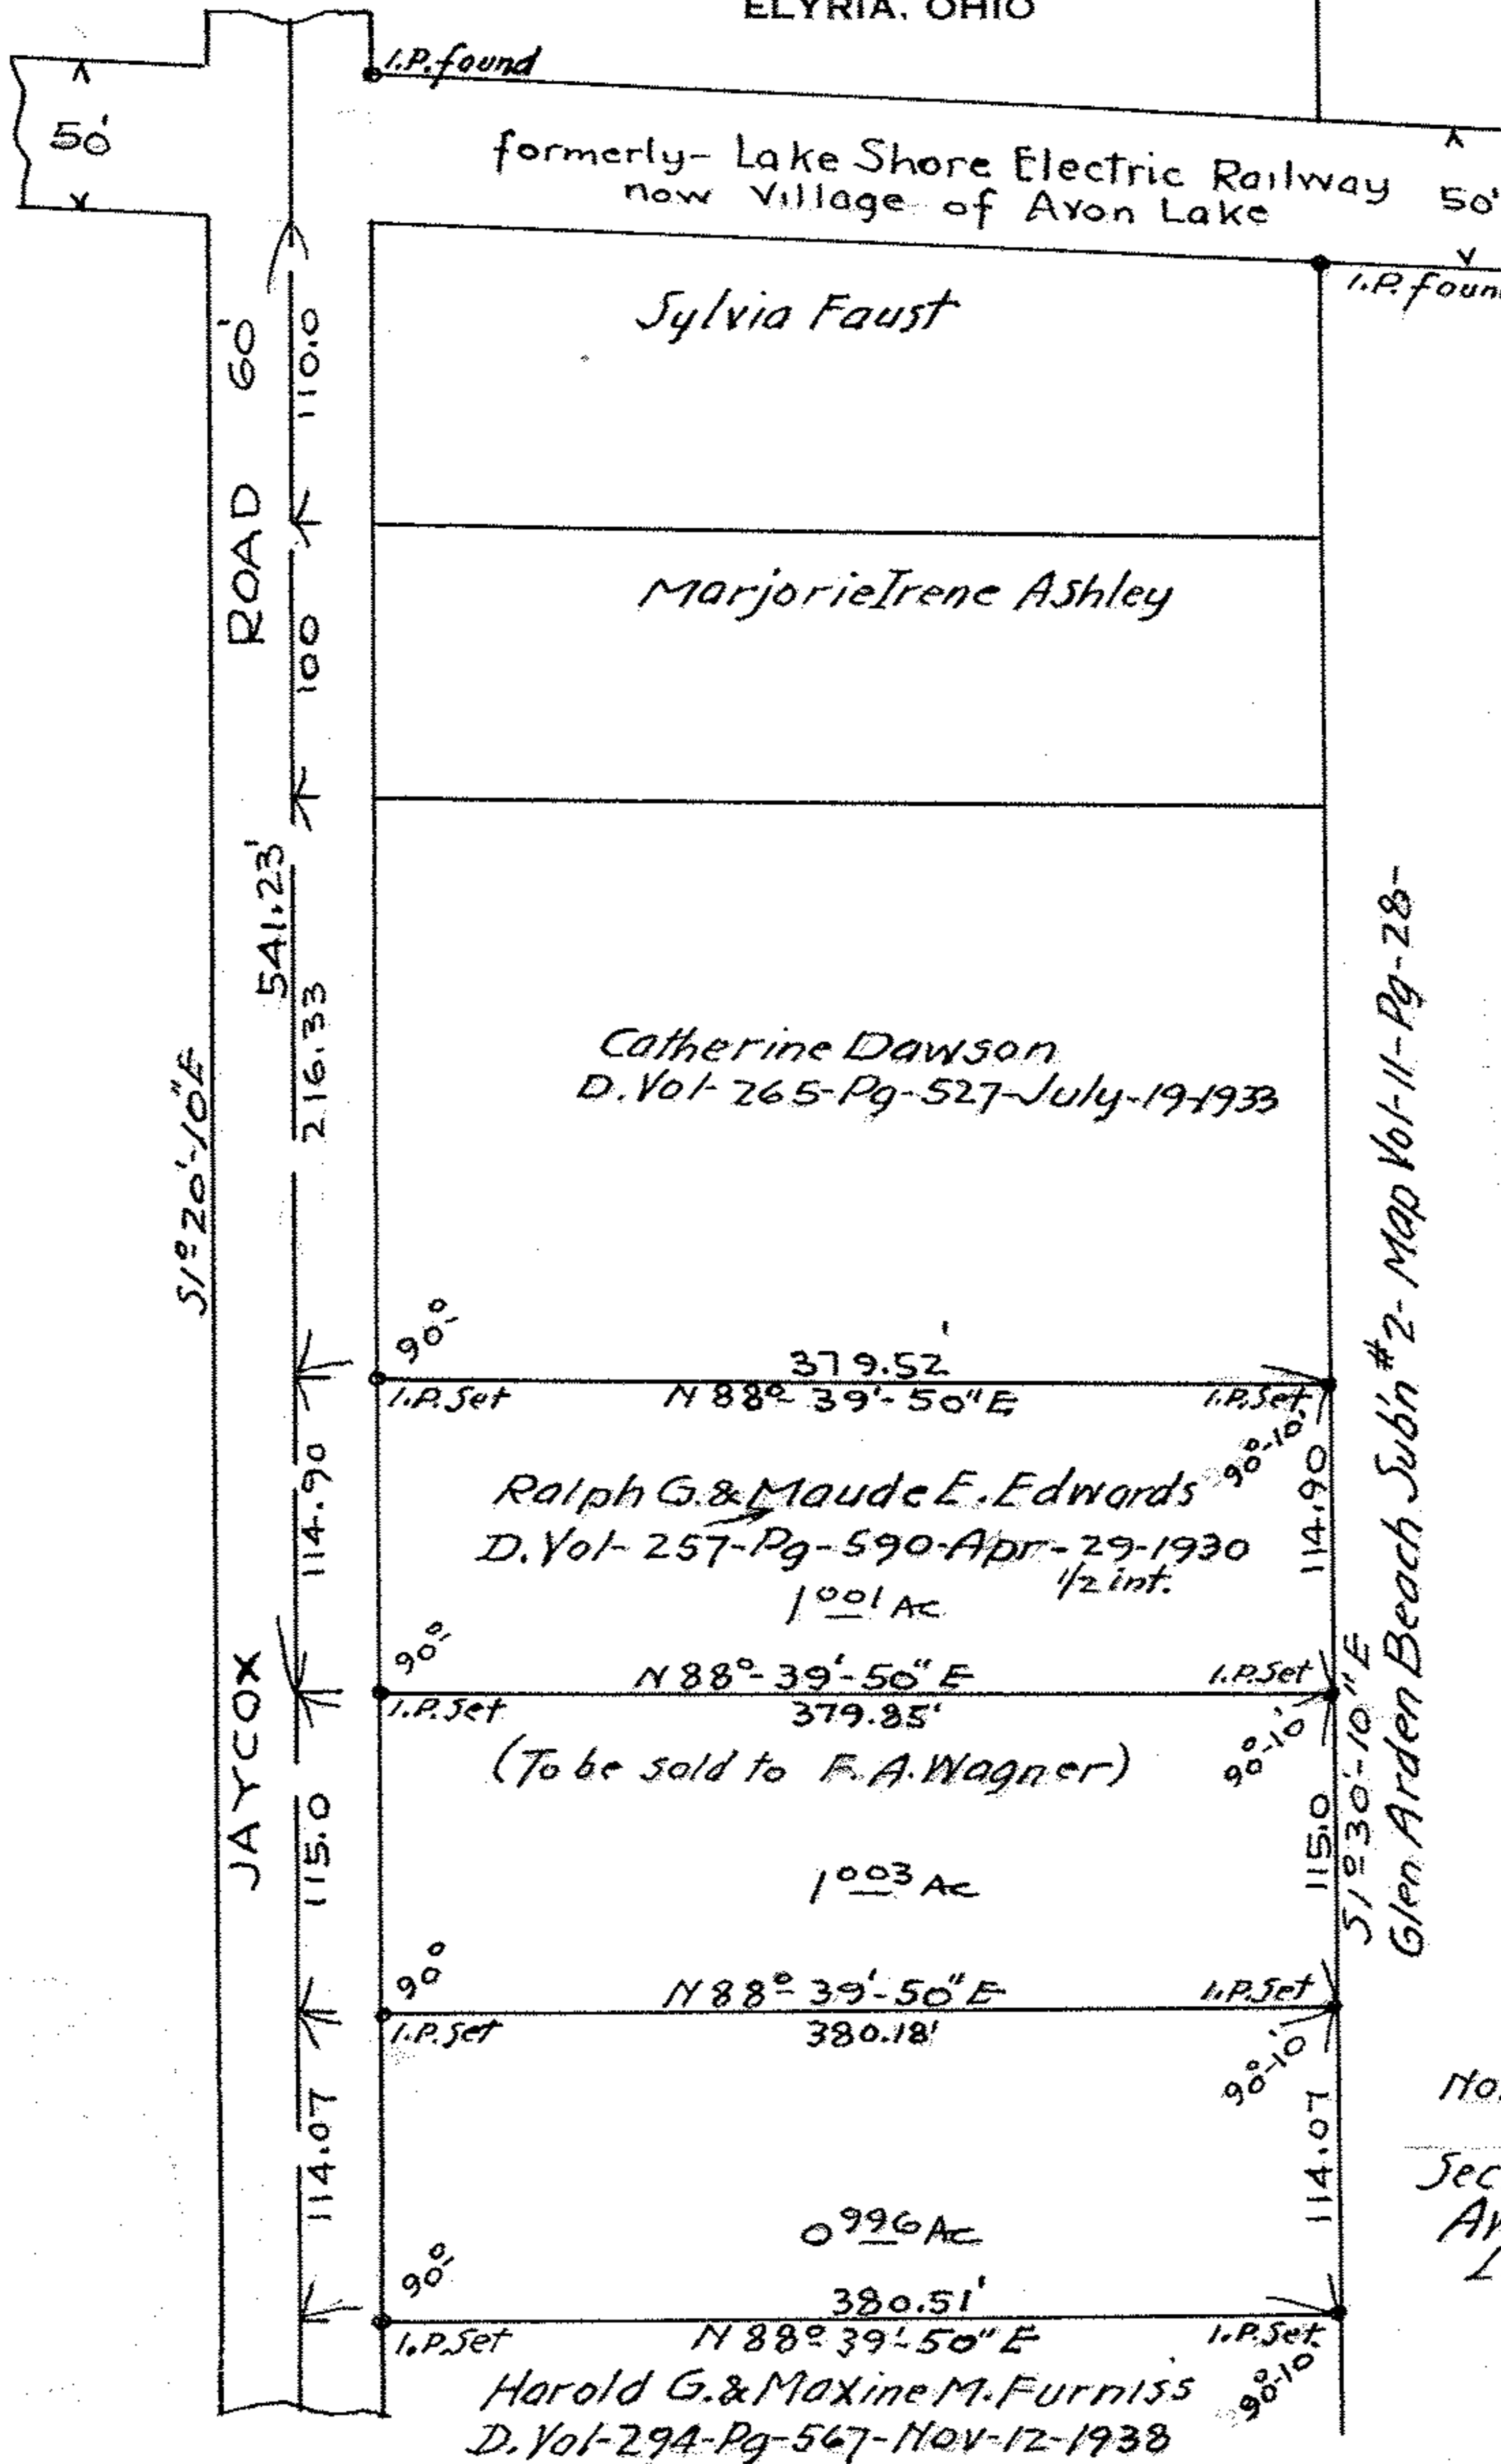 ELYRIA, OHIO
I.P. found
50'
formerly- Lake Shore Electric Railway
now Village of Avon Lake
50'
I.P. found
Sylvia Faust
ROAD 60'
110.0
Marjorie Irene Ashley
100
541.23'
216.33
S1° 20'-10"E
Catherine Dawson
D. Vol- 265-Pg-527-July-19-1933
90°
379.52'
I.P. Set
N 88° 39'- 50" E
I.P. Set
90°-10'
Ralph G. & Maude E. Edwards
D. Vol- 257-Pg-590-Apr-29-1930
1/2 int.
1 001 AC
114.90
114.90
90°
N 88°- 39'-50" E
I.P. Set
I.P. Set
379.85'
90°-10'
(To be sold to F. A. Wagner)
JAYCOX
115.0
115.0
1 003 AC
S1° 30'-10"E
Glen Arden Beach Sub'n #2- Map Vol-11-Pg-28-
90°
N 88°- 39'-50" E
I.P. Set
I.P. Set
380.18'
90°-10'
114.07
114.07
No.
Sec
0 996 AC
90°
380.51'
I.P. Set
N 88° 39'-50" E
I.P. Set
90°-10
Harold G. & Maxine M. Furniss
D. Vol-294-Pg-567-Nov-12-1938